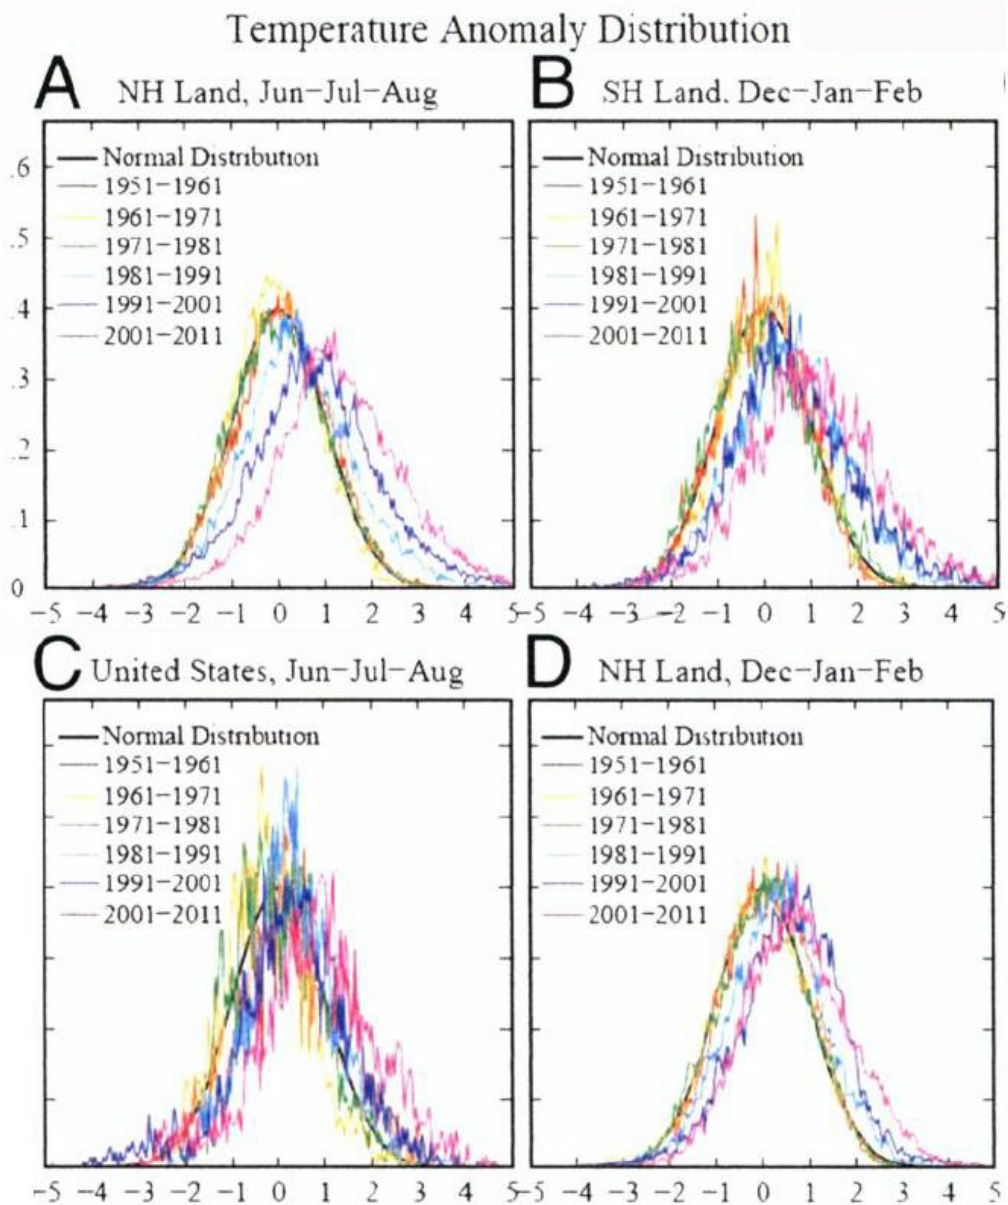 Temperature Anomaly Distribution
A NH Land, Jun−Jul−Aug
Normal Distribution
1951−1961
1961−1971
1971−1981
1981−1991
1991−2001
2001−2011
.6
.5
.4
.3
.2
.1
0
−5 −4 −3 −2 −1 0 1 2 3 4 5
B SH Land. Dec−Jan−Feb
Normal Distribution
1951−1961
1961−1971
1971−1981
1981−1991
1991−2001
2001−2011
−5 −4 −3 −2 −1 0 1 2 3 4 5
C United States, Jun−Jul−Aug
Normal Distribution
1951−1961
1961−1971
1971−1981
1981−1991
1991−2001
2001−2011
−5 −4 −3 −2 −1 0 1 2 3 4 5
D NH Land, Dec−Jan−Feb
Normal Distribution
1951−1961
1961−1971
1971−1981
1981−1991
1991−2001
2001−2011
−5 −4 −3 −2 −1 0 1 2 3 4 5